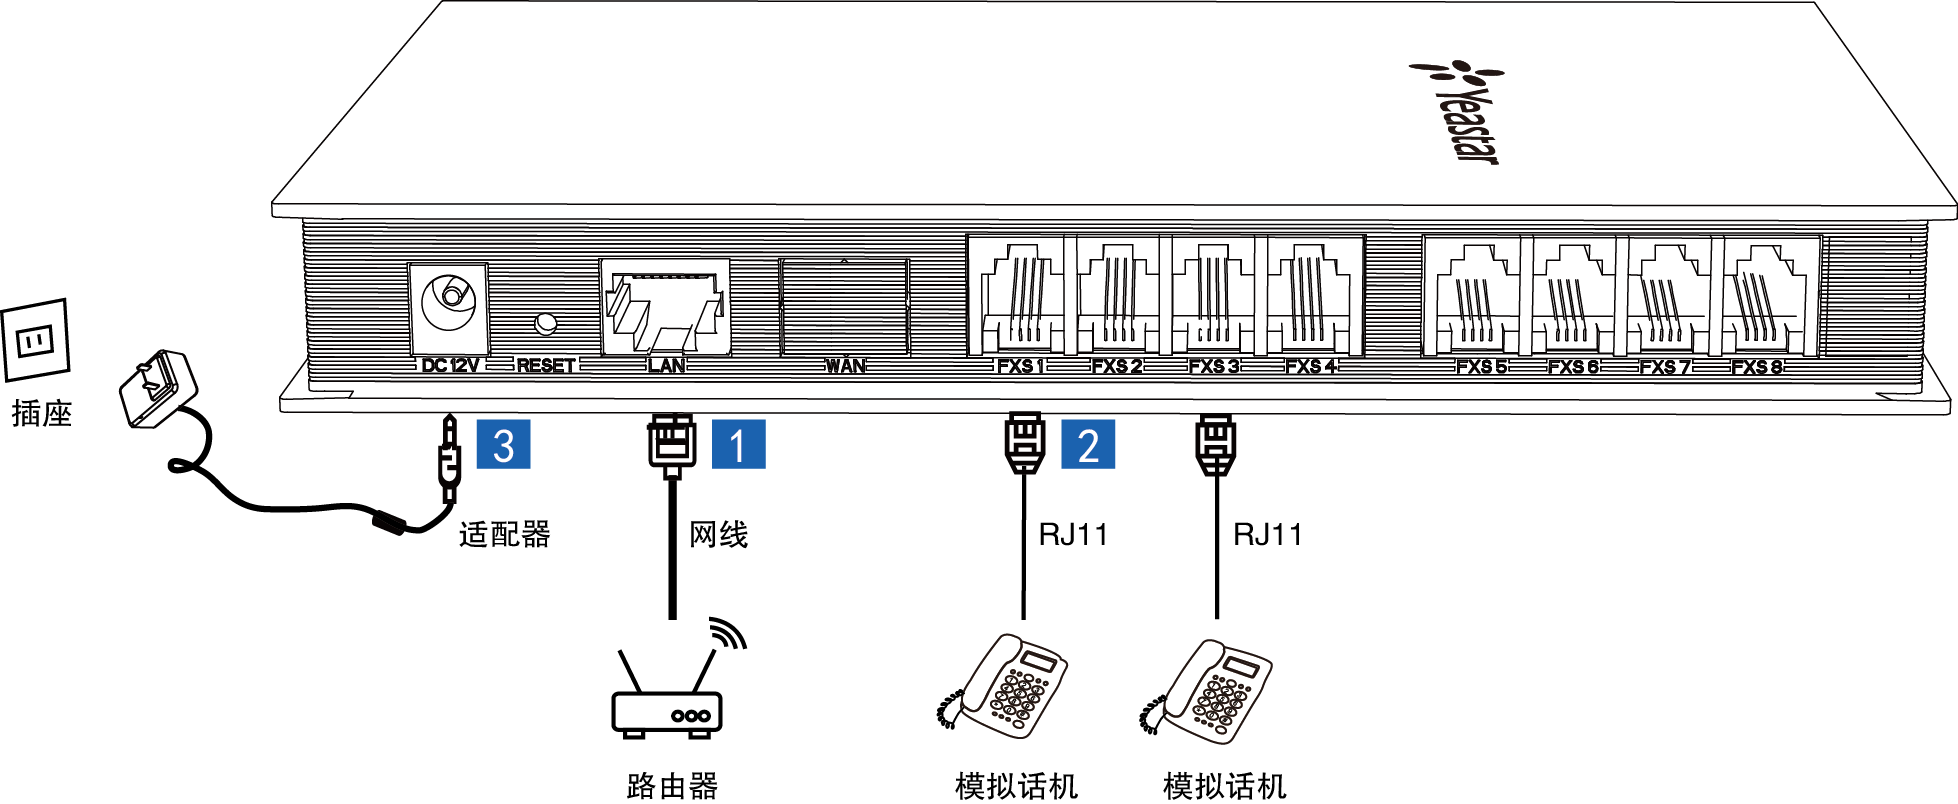 Yeastar
DC 12V
RESET
LAN
WAN
FXS 1
FXS 2
FXS 3
FXS 4
FXS 5
FXS 6
FXS 7
FXS 8
插座
3
1
2
适配器
网线
RJ11
RJ11
路由器
模拟话机
模拟话机